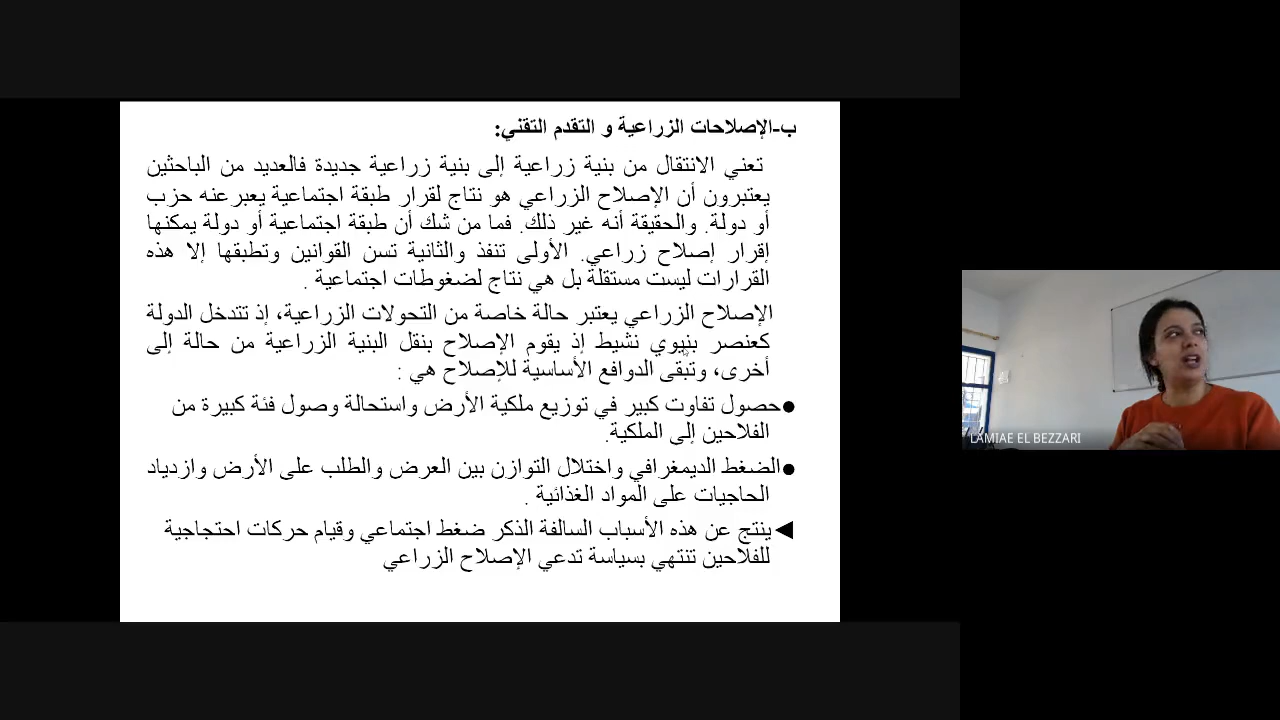 ب-الإصلاحات الزراعية و التقدم التقني:
تعني الانتقال من بنية زراعية إلى بنية زراعية جديدة فالعديد من الباحثين
يعتبرون أن الإصلاح الزراعي هو نتاج لقرار طبقة اجتماعية يعبرعنه حزب
أو دولة. والحقيقة أنه غير ذلك. فما من شك أن طبقة اجتماعية أو دولة يمكنها
إقرار إصلاح زراعي. الأولى تنفذ والثانية تسن القوانين وتطبقها إلا هذه
القرارات ليست مستقلة بل هي نتاج لضغوطات اجتماعية .
الإصلاح الزراعي يعتبر حالة خاصة من التحولات الزراعية، إذ تتدخل الدولة
كعنصر بنيوي نشيط إذ يقوم الإصلاح بنقل البنية الزراعية من حالة إلى
أخرى، وتبقى الدوافع الأساسية للإصلاح هي :
●حصول تفاوت كبير في توزيع ملكية الأرض واستحالة وصول فئة كبيرة من
الفلاحين إلى الملكية.
●الضغط الديمغرافي واختلال التوازن بين العرض والطلب على الأرض وازدياد
الحاجيات على المواد الغذائية .
◄ينتج عن هذه الأسباب السالفة الذكر ضغط اجتماعي وقيام حركات احتجاجية
للفلاحين تنتهي بسياسة تدعي الإصلاح الزراعي
LAMIAE EL BEZZARI